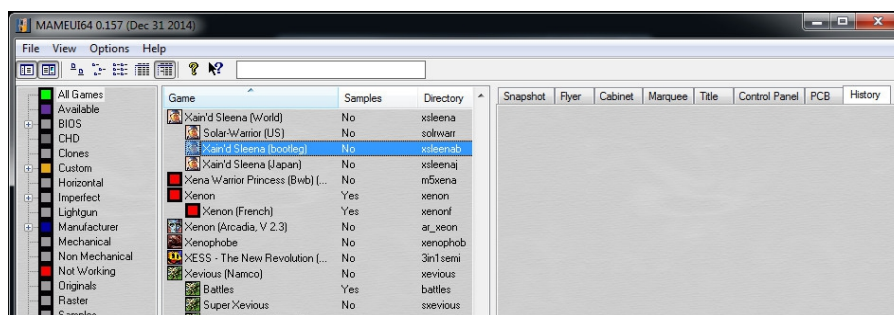 MAMEUI64 0.157 (Dec 31 2014)
File View Options Help
All Games
Available
BIOS
CHD
Clones
Custom
Horizontal
Imperfect
Lightgun
Manufacturer
Mechanical
Non Mechanical
Not Working
Originals
Raster
Samples
Game Samples Directory
Xain'd Sleena (World) No xsleena
Solar-Warrior (US) No solrwarr
Xain'd Sleena (bootleg) No xsleenab
Xain'd Sleena (Japan) No xsleenaj
Xena Warrior Princess (Bwb) (... No m5xena
Xenon Yes xenon
Xenon (French) Yes xenonf
Xenon (Arcadia, V 2.3) No ar_xeon
Xenophobe No xenophob
XESS - The New Revolution (... No 3in1semi
Xevious (Namco) No xevious
Battles Yes battles
Super Xevious No sxevious
Snapshot Flyer Cabinet Marquee Title Control Panel PCB History